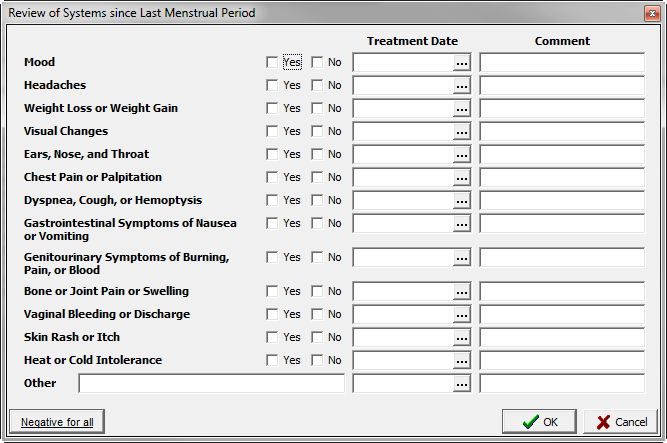 Review of Systems since Last Menstrual Period
Treatment Date Comment
Mood Yes No ...
Headaches Yes No ...
Weight Loss or Weight Gain Yes No ...
Visual Changes Yes No ...
Ears, Nose, and Throat Yes No ...
Chest Pain or Palpitation Yes No ...
Dyspnea, Cough, or Hemoptysis Yes No ...
Gastrointestinal Symptoms of Nausea Yes No ...
or Vomiting
Genitourinary Symptoms of Burning, Yes No ...
Pain, or Blood
Bone or Joint Pain or Swelling Yes No ...
Vaginal Bleeding or Discharge Yes No ...
Skin Rash or Itch Yes No ...
Heat or Cold Intolerance Yes No ...
Other ...
Negative for all OK Cancel